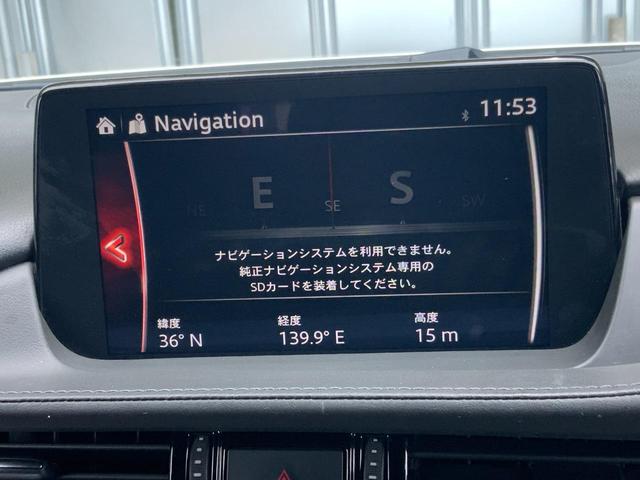 Navigation 11:53
NE E SE S SW
ナビゲーションシステムを利用できません。
純正ナビゲーションシステム専用の
SDカードを装着してください。
緯度 経度 高度
36° N 139.9° E 15 m